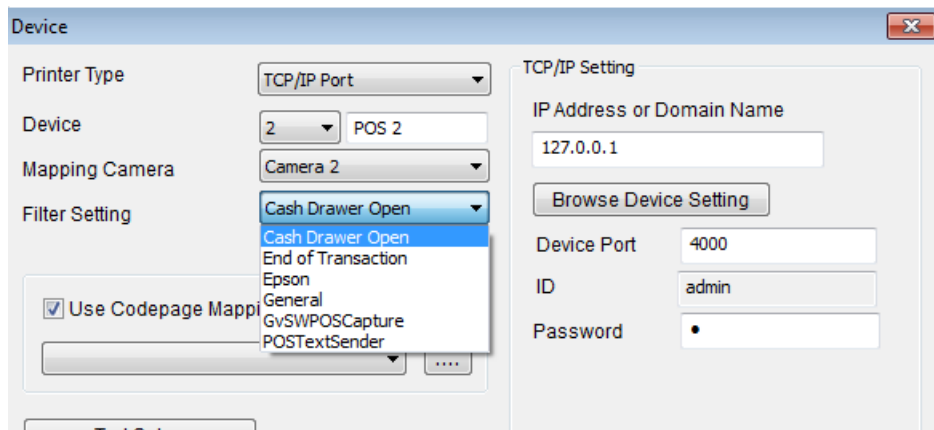 Device
Printer Type
TCP/IP Port
Device
2
POS 2
Mapping Camera
Camera 2
Filter Setting
Cash Drawer Open
Cash Drawer Open
End of Transaction
Epson
General
GvSWPOSCapture
POSTextSender
Use Codepage Mappi
....
TCP/IP Setting
IP Address or Domain Name
127.0.0.1
Browse Device Setting
Device Port
4000
ID
admin
Password